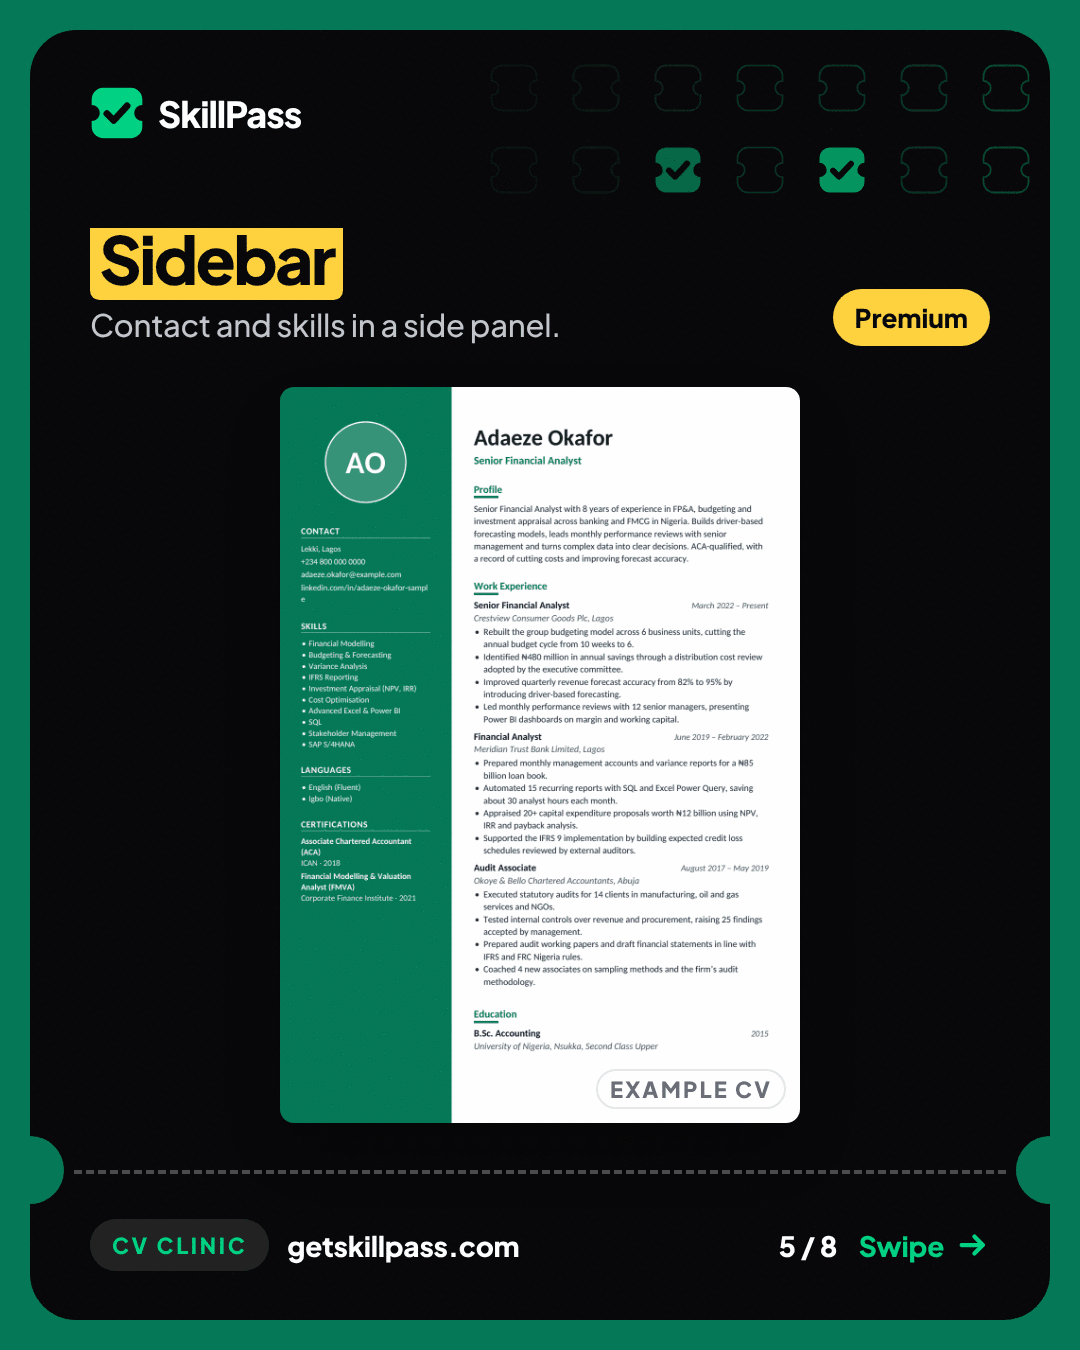 SkillPass
Sidebar
Contact and skills in a side panel.
Premium
AO
CONTACT
Lekki, Lagos
+234 800 000 0000
adaeze.okafor@example.com
linkedin.com/in/adaeze-okafor-sampl
e
SKILLS
• Financial Modelling
• Budgeting & Forecasting
• Variance Analysis
• IFRS Reporting
• Investment Appraisal (NPV, IRR)
• Cost Optimisation
• Advanced Excel & Power BI
• SQL
• Stakeholder Management
• SAP S/4HANA
LANGUAGES
• English (Fluent)
• Igbo (Native)
CERTIFICATIONS
Associate Chartered Accountant
(ACA)
ICAN · 2018
Financial Modelling & Valuation
Analyst (FMVA)
Corporate Finance Institute · 2021
Adaeze Okafor
Senior Financial Analyst
Profile
Senior Financial Analyst with 8 years of experience in FP&A, budgeting and
investment appraisal across banking and FMCG in Nigeria. Builds driver-based
forecasting models, leads monthly performance reviews with senior
management and turns complex data into clear decisions. ACA-qualified, with
a record of cutting costs and improving forecast accuracy.
Work Experience
Senior Financial Analyst March 2022 – Present
Crestview Consumer Goods Plc, Lagos
• Rebuilt the group budgeting model across 6 business units, cutting the
annual budget cycle from 10 weeks to 6.
• Identified ₦480 million in annual savings through a distribution cost review
adopted by the executive committee.
• Improved quarterly revenue forecast accuracy from 82% to 95% by
introducing driver-based forecasting.
• Led monthly performance reviews with 12 senior managers, presenting
Power BI dashboards on margin and working capital.
Financial Analyst June 2019 – February 2022
Meridian Trust Bank Limited, Lagos
• Prepared monthly management accounts and variance reports for a ₦85
billion loan book.
• Automated 15 recurring reports with SQL and Excel Power Query, saving
about 30 analyst hours each month.
• Appraised 20+ capital expenditure proposals worth ₦12 billion using NPV,
IRR and payback analysis.
• Supported the IFRS 9 implementation by building expected credit loss
schedules reviewed by external auditors.
Audit Associate August 2017 – May 2019
Okoye & Bello Chartered Accountants, Abuja
• Executed statutory audits for 14 clients in manufacturing, oil and gas
services and NGOs.
• Tested internal controls over revenue and procurement, raising 25 findings
accepted by management.
• Prepared audit working papers and draft financial statements in line with
IFRS and FRC Nigeria rules.
• Coached 4 new associates on sampling methods and the firm's audit
methodology.
Education
B.Sc. Accounting 2015
University of Nigeria, Nsukka, Second Class Upper
EXAMPLE CV
CV CLINIC getskillpass.com 5 / 8 Swipe →